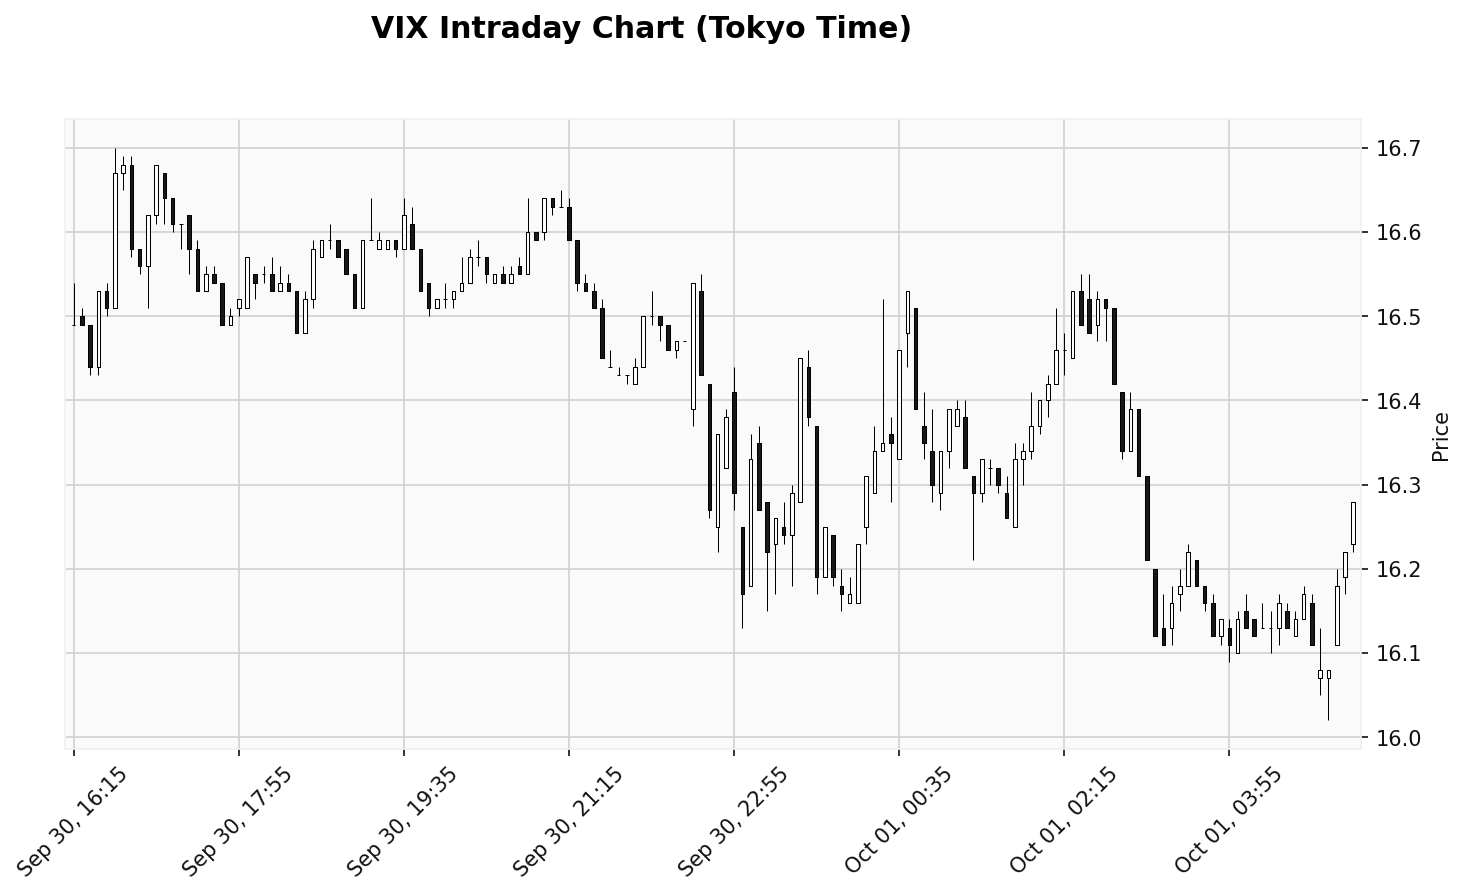 VIX Intraday Chart (Tokyo Time)
16.7
16.6
16.5
16.4
16.3
16.2
16.1
16.0
Price
Sep 30, 16:15
Sep 30, 17:55
Sep 30, 19:35
Sep 30, 21:15
Sep 30, 22:55
Oct 01, 00:35
Oct 01, 02:15
Oct 01, 03:55